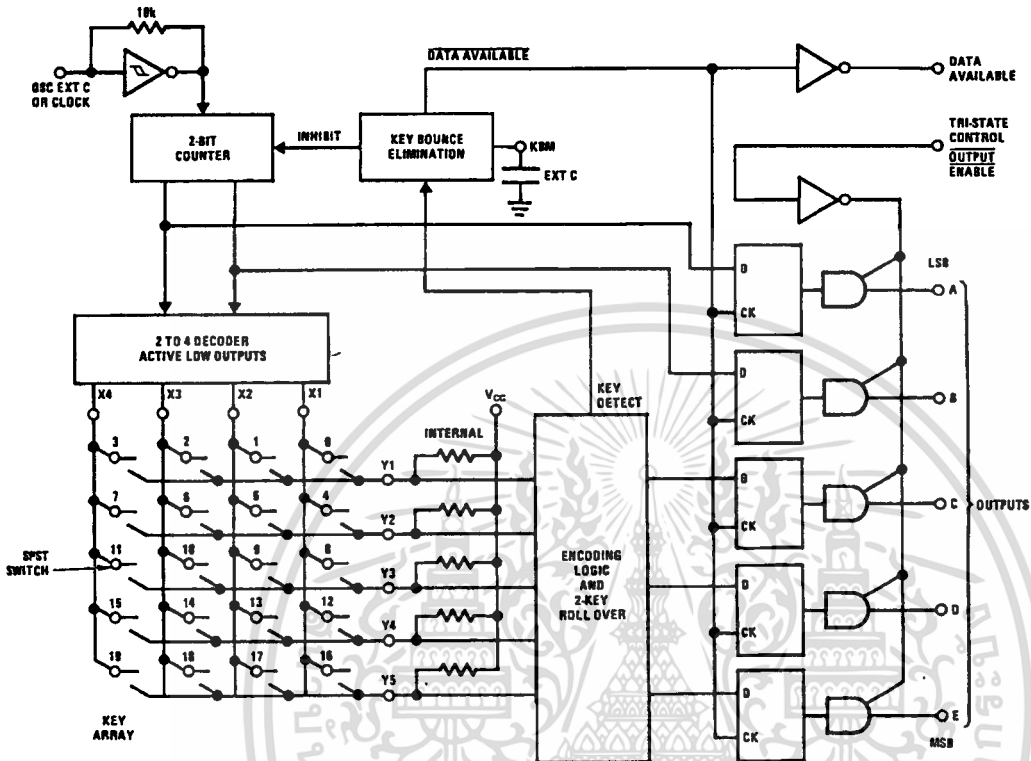 10k
OSC EXT C
OR CLOCK
2-BIT
COUNTER
INHIBIT
KEY BOUNCE
ELIMINATION
KBM
EXT C
DATA AVAILABLE
DATA
AVAILABLE
TRI-STATE
CONTROL
OUTPUT
ENABLE
2 TO 4 DECODER
ACTIVE LOW OUTPUTS
X4 X3 X2 X1
KEY
DETECT
VCC
INTERNAL
3 2 1 0 Y1
7 6 5 4 Y2
SPST
SWITCH
11 10 9 8 Y3
15 14 13 12 Y4
19 18 17 16 Y5
KEY
ARRAY
ENCODING
LOGIC
AND
2-KEY
ROLL OVER
D
CK
LSB
A
D
CK
B
D
CK
C
OUTPUTS
D
CK
D
D
CK
E
MSB